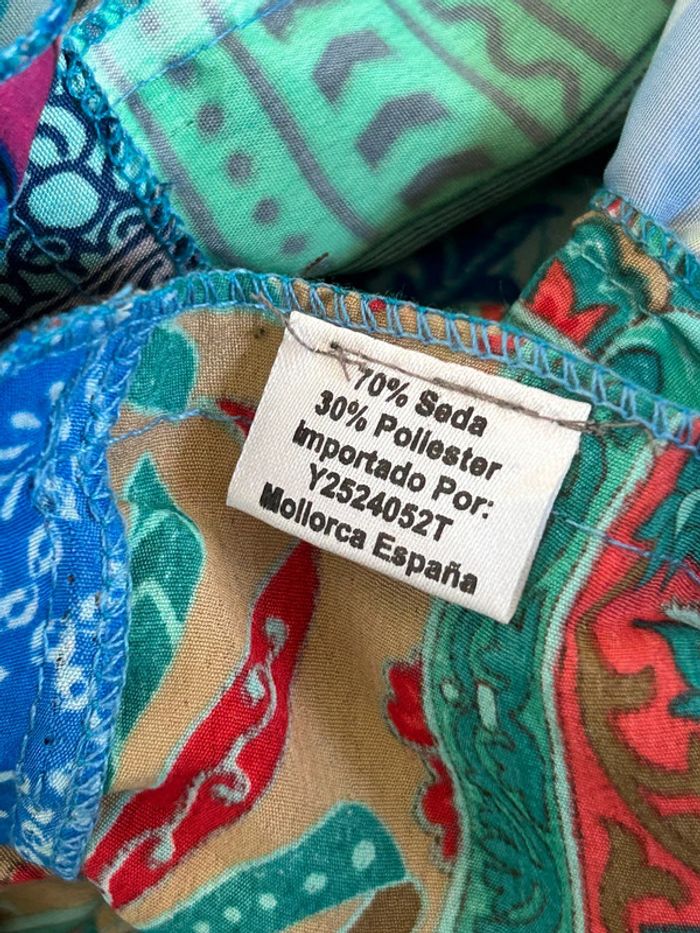 70% Seda
30% Poliester
Importado Por:
Y2524052T
Mollorca España